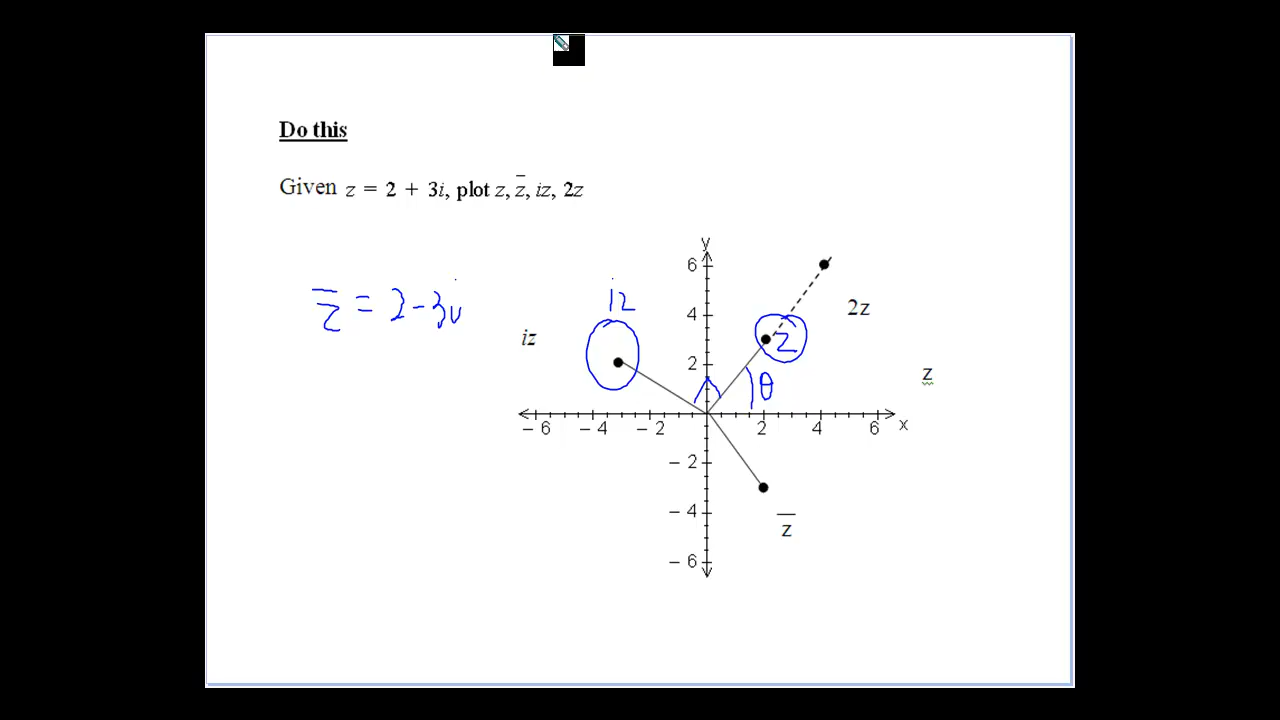 Do this
Given z = 2 + 3i, plot z, z̅, iz, 2z
y
6
iz
z̅ = 2-3i
4
2z
iz
z
2
z
θ
-6 -4 -2 2 4 6 x
-2
-4
z̅
-6